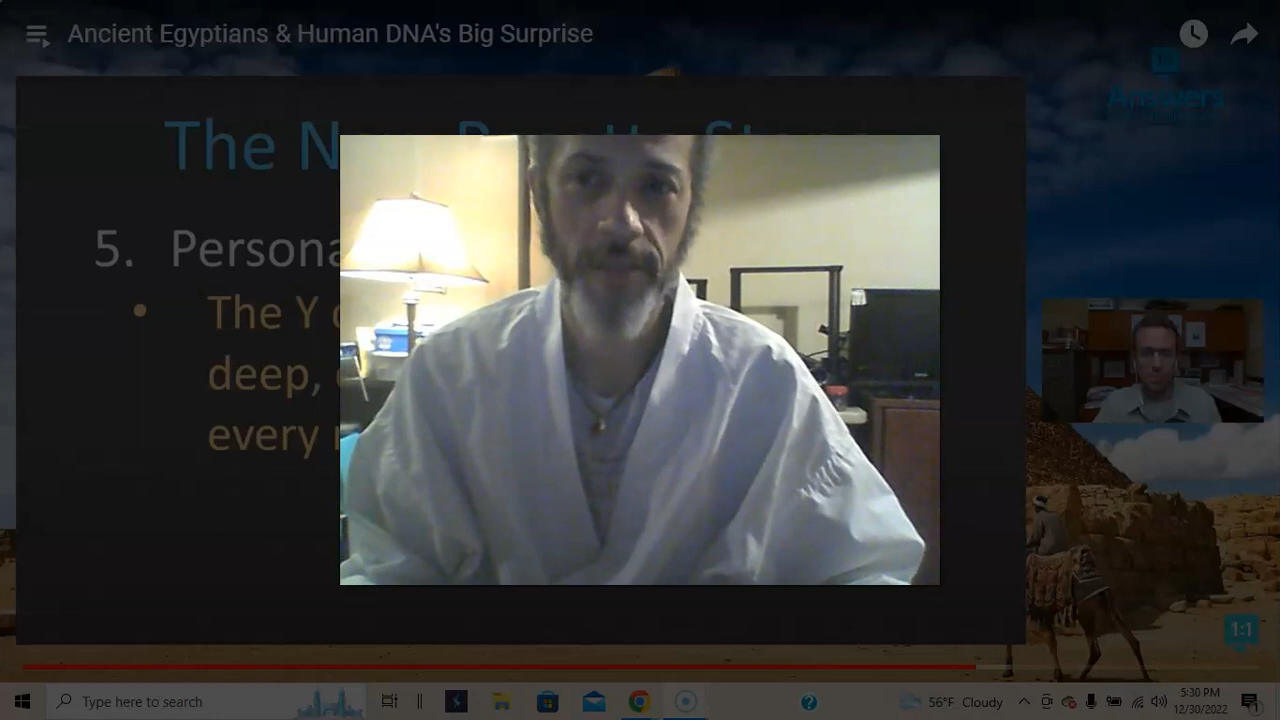 Ancient Egyptians & Human DNA's Big Surprise
Answers
The N
5. Persona
The Y
deep,
every
1:1
Type here to search
56°F Cloudy
5:30 PM
12/30/2022